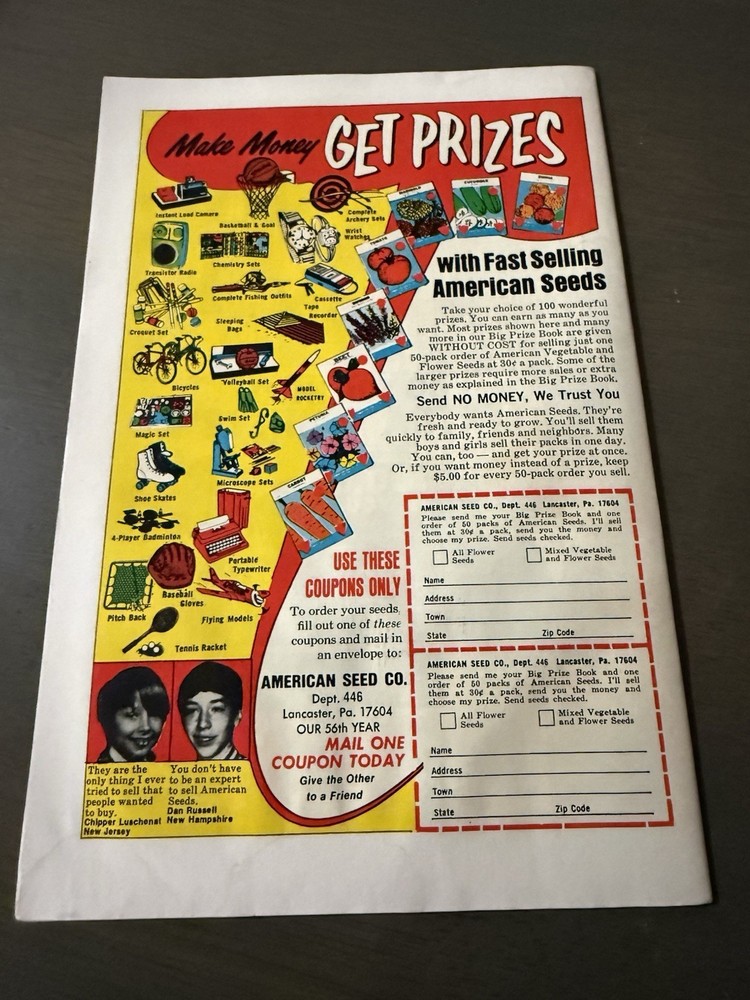 Make Money GET PRIZES
Instant Load Camera
Basketball & Goal
Complete
Archery Sets
Wrist
Watches
Transistor Radio
Chemistry Sets
Complete Fishing Outfits
Cassette
Tape
Recorder
Croquet Set
Sleeping
Bags
Bicycles
Volleyball Set
MODEL
ROCKETRY
Swim Set
Magic Set
Microscope Sets
Shoe Skates
4-Player Badminton
Portable
Typewriter
Baseball
Gloves
Pitch Back
Flying Models
Tennis Racket
CUCUMBER
TOMATO
BEET
PETUNIA
CARROT
with Fast Selling
American Seeds
Take your choice of 100 wonderful
prizes. You can earn as many as you
want. Most prizes shown here and many
more in our Big Prize Book are given
WITHOUT COST for selling just one
50-pack order of American Vegetable and
Flower Seeds at 30¢ a pack. Some of the
larger prizes require more sales or extra
money as explained in the Big Prize Book.
Send NO MONEY, We Trust You
Everybody wants American Seeds. They're
fresh and ready to grow. You'll sell them
quickly to family, friends and neighbors. Many
boys and girls sell their packs in one day.
You can, too — and get your prize at once.
Or, if you want money instead of a prize, keep
$5.00 for every 50-pack order you sell.
USE THESE
COUPONS ONLY
To order your seeds,
fill out one of these
coupons and mail in
an envelope to:
AMERICAN SEED CO.
Dept. 446
Lancaster, Pa. 17604
OUR 56th YEAR
MAIL ONE
COUPON TODAY
Give the Other
to a Friend
AMERICAN SEED CO., Dept. 446 Lancaster, Pa. 17604
Please send me your Big Prize Book and one
order of 50 packs of American Seeds. I'll sell
them at 30¢ a pack, send you the money and
choose my prize. Send seeds checked.
All Flower
Seeds
Mixed Vegetable
and Flower Seeds
Name
Address
Town
State Zip Code
AMERICAN SEED CO., Dept. 446 Lancaster, Pa. 17604
Please send me your Big Prize Book and one
order of 50 packs of American Seeds. I'll sell
them at 30¢ a pack, send you the money and
choose my prize. Send seeds checked.
All Flower
Seeds
Mixed Vegetable
and Flower Seeds
Name
Address
Town
State Zip Code
They are the
only thing I ever
tried to sell that
people wanted
to buy.
Chipper Luschenat
New Jersey
You don't have
to be an expert
to sell American
Seeds.
Dan Russell
New Hampshire